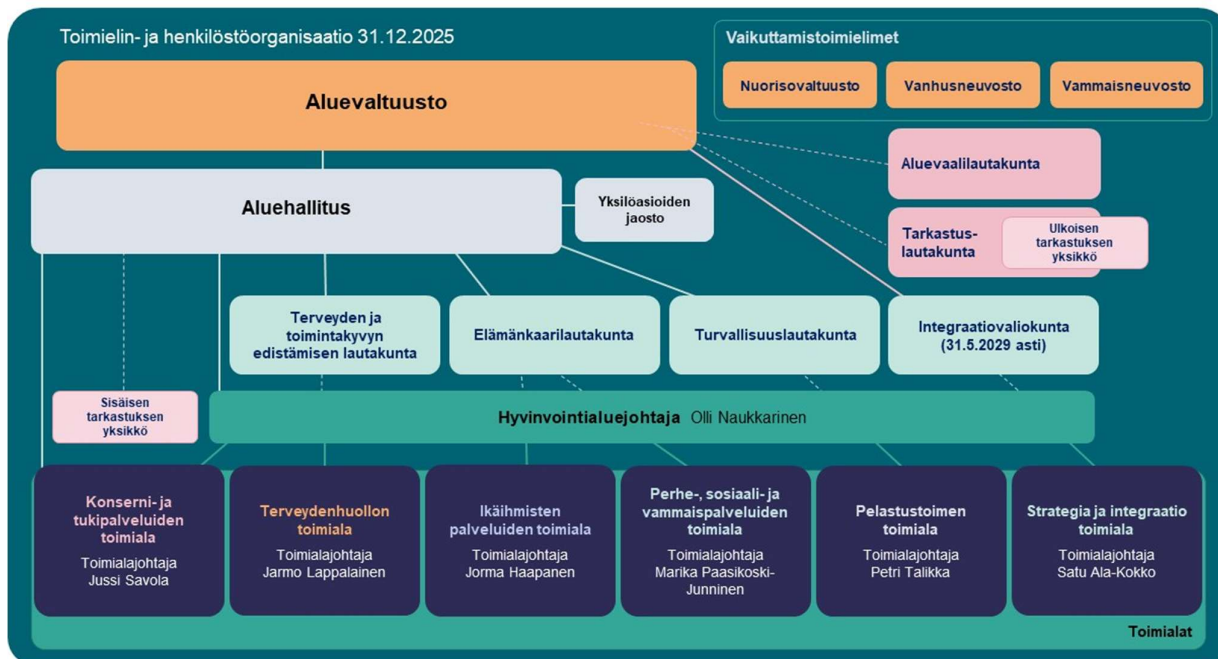 Toimielin- ja henkilöstöorganisaatio 31.12.2025
Vaikuttamistoimielimet
Nuorisovaltuusto
Vanhusneuvosto
Vammaisneuvosto
Aluevaltuusto
Aluevaalilautakunta
Aluehallitus
Yksilöasioiden
jaosto
Tarkastus-
lautakunta
Ulkoisen
tarkastuksen
yksikkö
Terveyden ja
toimintakyvyn
edistämisen lautakunta
Elämänkaarilautakunta
Turvallisuuslautakunta
Integraatiovaliokunta
(31.5.2029 asti)
Sisäisen
tarkastuksen
yksikkö
Hyvinvointialuejohtaja Olli Naukkarinen
Konserni- ja
tukipalveluiden
toimiala
Toimialajohtaja
Jussi Savola
Terveydenhuollon
toimiala
Toimialajohtaja
Jarmo Lappalainen
Ikäihmisten
palveluiden toimiala
Toimialajohtaja
Jorma Haapanen
Perhe-, sosiaali- ja
vammaispalveluiden
toimiala
Toimialajohtaja
Marika Paasikoski-
Junninen
Pelastustoimen
toimiala
Toimialajohtaja
Petri Talikka
Strategia ja integraatio
toimiala
Toimialajohtaja
Satu Ala-Kokko
Toimialat